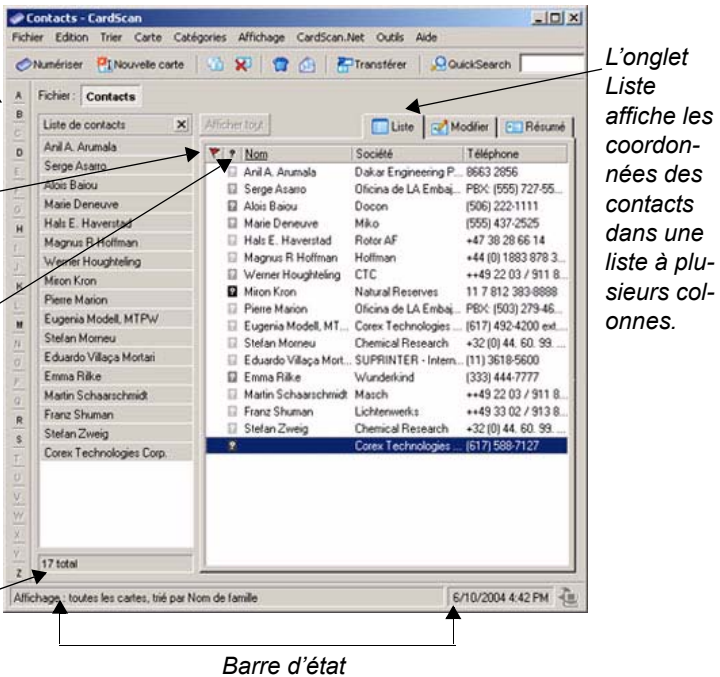 Contacts - CardScan
Fichier Edition Trier Carte Catégories Affichage CardScan.Net Outils Aide
Numériser Nouvelle carte Transférer QuickSearch
Fichier : Contacts
Liste de contacts
Afficher tout Liste Modifier Résumé
Anil A. Arumala
Serge Asarro
Alois Baiou
Marie Deneuve
Hals E. Haverstad
Magnus R Hoffman
Werner Houghteling
Miron Kron
Pierre Marion
Eugenia Modell, MTPW
Stefan Morneu
Eduardo Villaça Mortari
Emma Rilke
Martin Schaarschmidt
Franz Shuman
Stefan Zweig
Corex Technologies Corp.
17 total
A
B
C
D
E
F
G
H
I
J
K
L
M
N
O
P
Q
R
S
T
U
V
W
X
Y
Z
? Nom Société Téléphone
Anil A. Arumala Dakar Engineering P... 8663 2856
Serge Asarro Oficina de LA Embaj... PBX: (555) 727-55...
Alois Baiou Docon (506) 222-1111
Marie Deneuve Miko (555) 437-2525
Hals E. Haverstad Rotor AF +47 38 28 66 14
Magnus R Hoffman Hoffman +44 (0) 1883 878 3...
Werner Houghteling CTC ++49 22 03 / 911 8...
Miron Kron Natural Reserves 11 7 812 383-8888
Pierre Marion Oficina de LA Embaj... PBX: (503) 279-46...
Eugenia Modell, MT... Corex Technologies ... (617) 492-4200 ext....
Stefan Morneu Chemical Research +32 (0) 44. 60. 99. ...
Eduardo Villaça Mort... SUPRINTER - Intern... (11) 3618-5600
Emma Rilke Wunderkind (333) 444-7777
Martin Schaarschmidt Masch ++49 22 03 / 911 8...
Franz Shuman Lichterwerks ++49 33 02 / 913 8...
Stefan Zweig Chemical Research +32 (0) 44. 60. 99. ...
Corex Technologies ... (617) 588-7127
Affichage : toutes les cartes, trié par Nom de famille 6/10/2004 4:42 PM
Barre d'état
L'onglet
Liste
affiche les
coordon-
nées des
contacts
dans une
liste à plu-
sieurs col-
onnes.